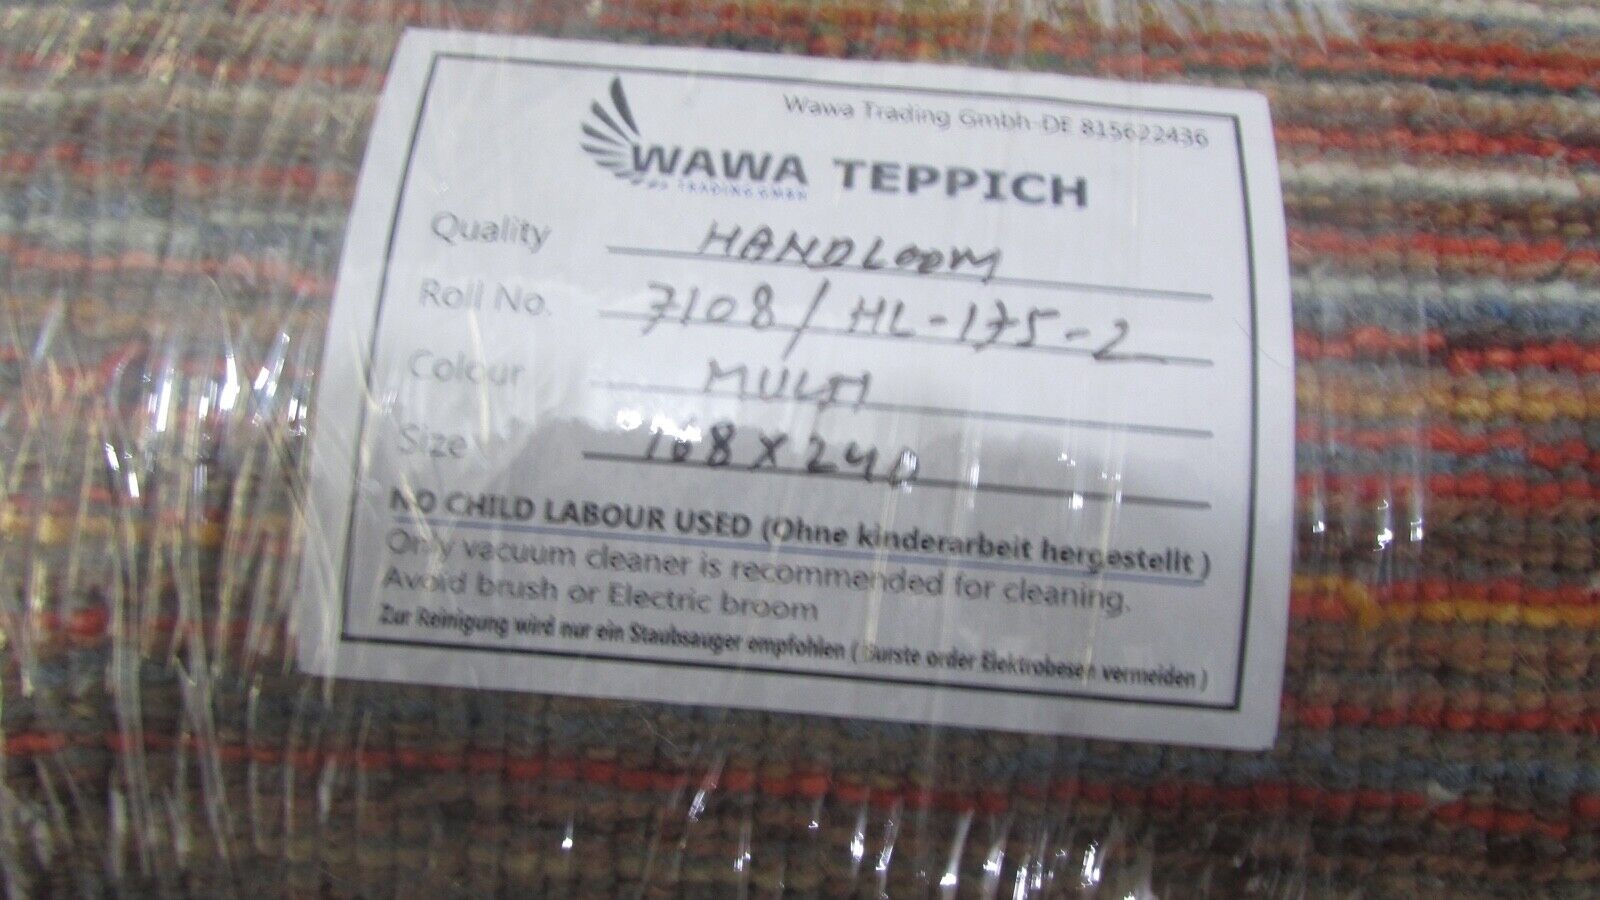 Wawa Trading Gmbh-DE 815622436
WAWA TEPPICH
TRADING GMBH
Quality HANDLOOM
Roll No. 7108/HL-175-2
Colour MULTI
Size 168X240
NO CHILD LABOUR USED (Ohne kinderarbeit hergestellt )
Only vacuum cleaner is recommended for cleaning.
Avoid brush or Electric broom
Zur Reinigung wird nur ein Staubsauger empfohlen ( Burste order Elektrobesen vermeiden )